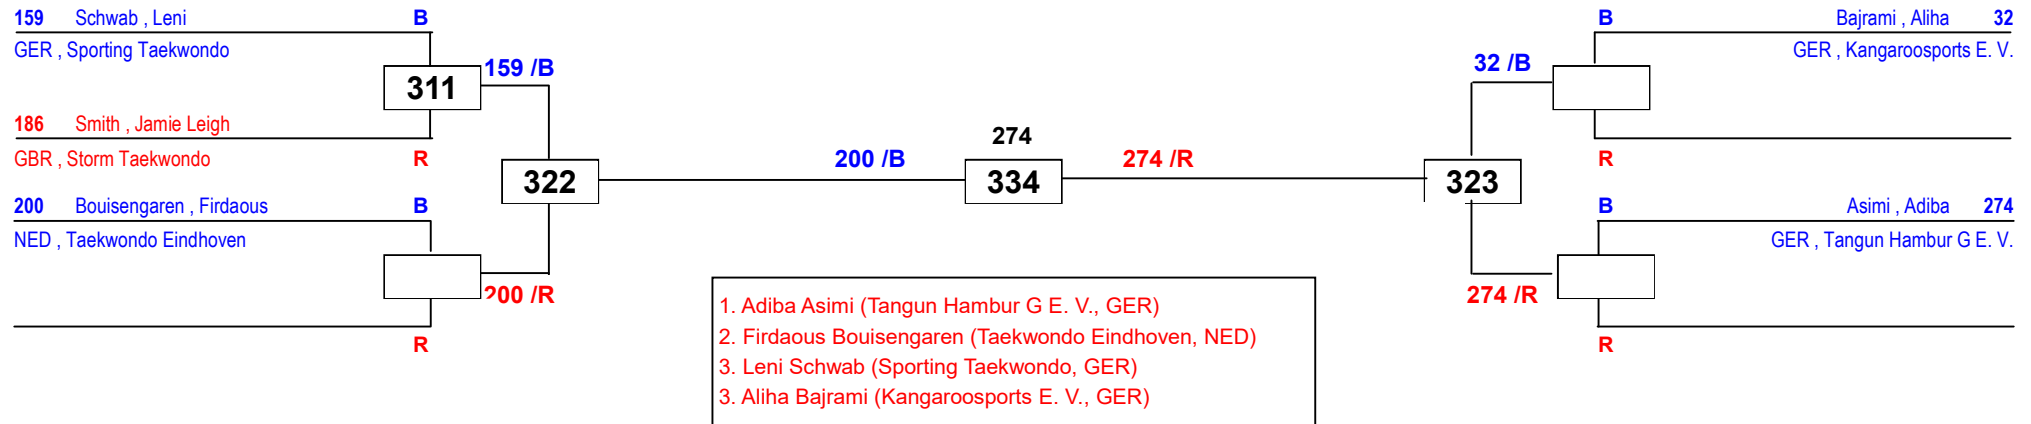 159 Schwab , Leni B
GER , Sporting Taekwondo
311
159 /B
186 Smith , Jamie Leigh
GBR , Storm Taekwondo R
322
200 Bouisengaren , Firdaous B
NED , Taekwondo Eindhoven
200 /R
R
200 /B
274
334
274 /R
B Bajrami , Aliha 32
GER , Kangaroosports E. V.
32 /B
R
323
B Asimi , Adiba 274
GER , Tangun Hambur G E. V.
274 /R
R
1. Adiba Asimi (Tangun Hambur G E. V., GER)
2. Firdaous Bouisengaren (Taekwondo Eindhoven, NED)
3. Leni Schwab (Sporting Taekwondo, GER)
3. Aliha Bajrami (Kangaroosports E. V., GER)